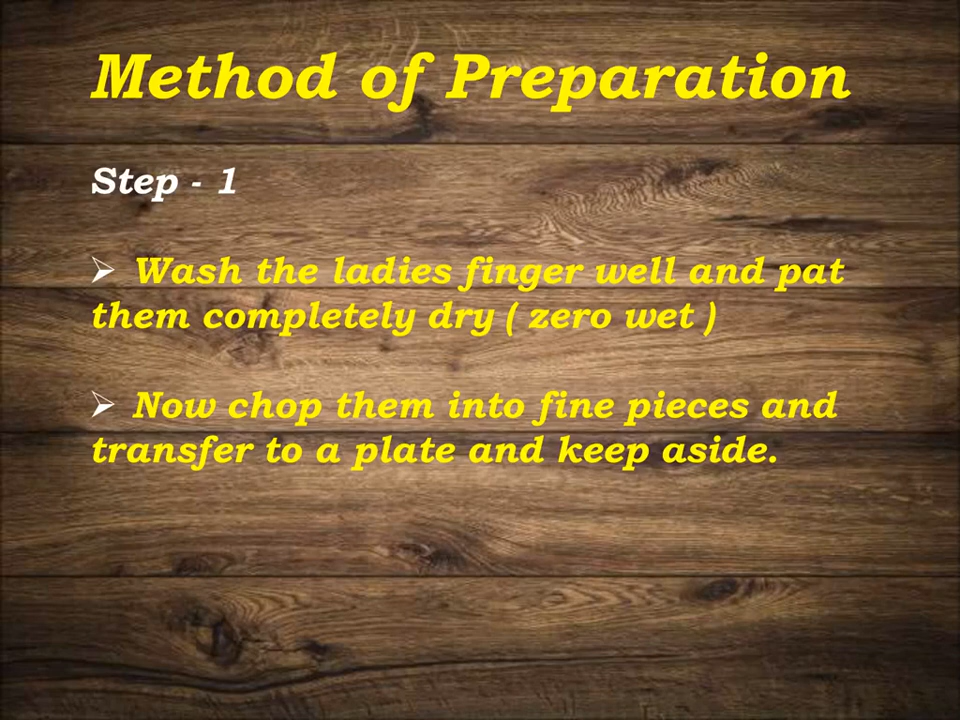 Method of Preparation
Step - 1
➢ Wash the ladies finger well and pat
them completely dry ( zero wet )
➢ Now chop them into fine pieces and
transfer to a plate and keep aside.